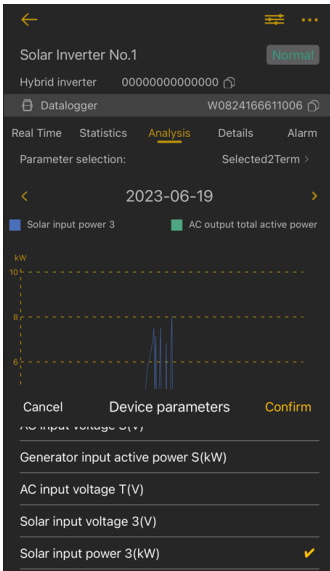 Solar Inverter No.1
Normal
Hybrid inverter 00000000000000
Datalogger W0824166611006
Real Time Statistics Analysis Details Alarm
Parameter selection: Selected2Term >
< 2023-06-19 >
Solar input power 3 AC output total active power
kW
10
8
6
Cancel Device parameters Confirm
Generator input active power S(kW)
AC input voltage T(V)
Solar input voltage 3(V)
Solar input power 3(kW)